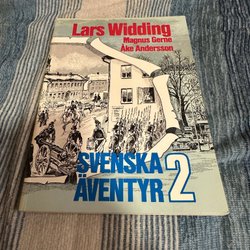 Lars Widding
Magnus Gerne
Åke Andersson
SVENSKA
ÄVENTYR 2